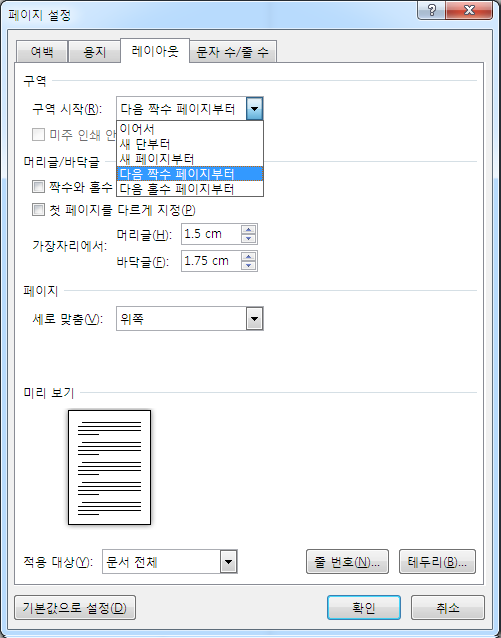 페이지 설정
여백 용지 레이아웃 문자 수/줄 수
구역
구역 시작(R): 다음 짝수 페이지부터
이어서
미주 인쇄 안
새 단부터
머리글/바닥글
새 페이지부터
다음 짝수 페이지부터
짝수와 홀수
다음 홀수 페이지부터
첫 페이지를 다르게 지정(P)
가장자리에서:
머리글(H): 1.5 cm
바닥글(F): 1.75 cm
페이지
세로 맞춤(V): 위쪽
미리 보기
적용 대상(Y): 문서 전체 줄 번호(N)... 테두리(B)...
기본값으로 설정(D) 확인 취소